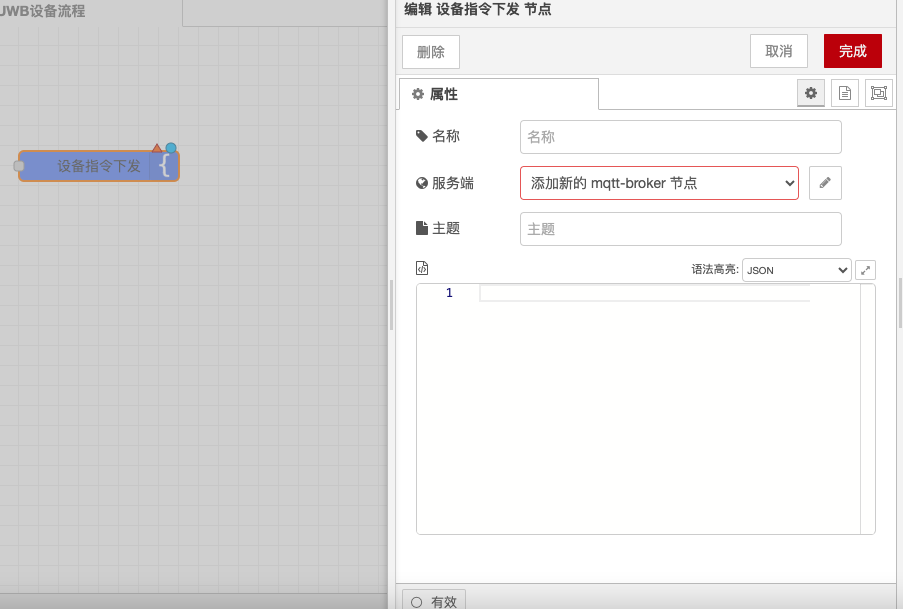 UWB设备流程
编辑 设备指令下发 节点
删除
取消
完成
属性
设备指令下发
{
名称
名称
服务端
添加新的 mqtt-broker 节点
主题
主题
语法高亮:
JSON
1
有效